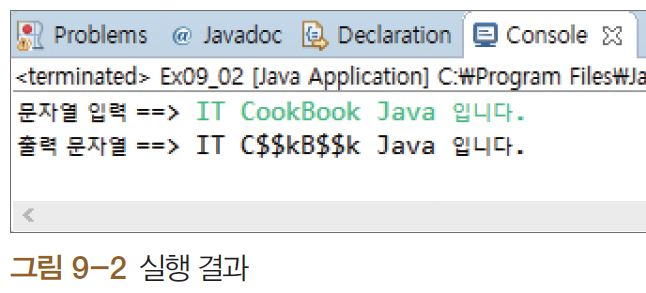 Problems @ Javadoc Declaration Console
<terminated> Ex09_02 [Java Application] C:₩Program Files₩Ja
문자열 입력 ==> IT CookBook Java 입니다.
출력 문자열 ==> IT C$$kB$$k Java 입니다.
그림 9-2 실행 결과